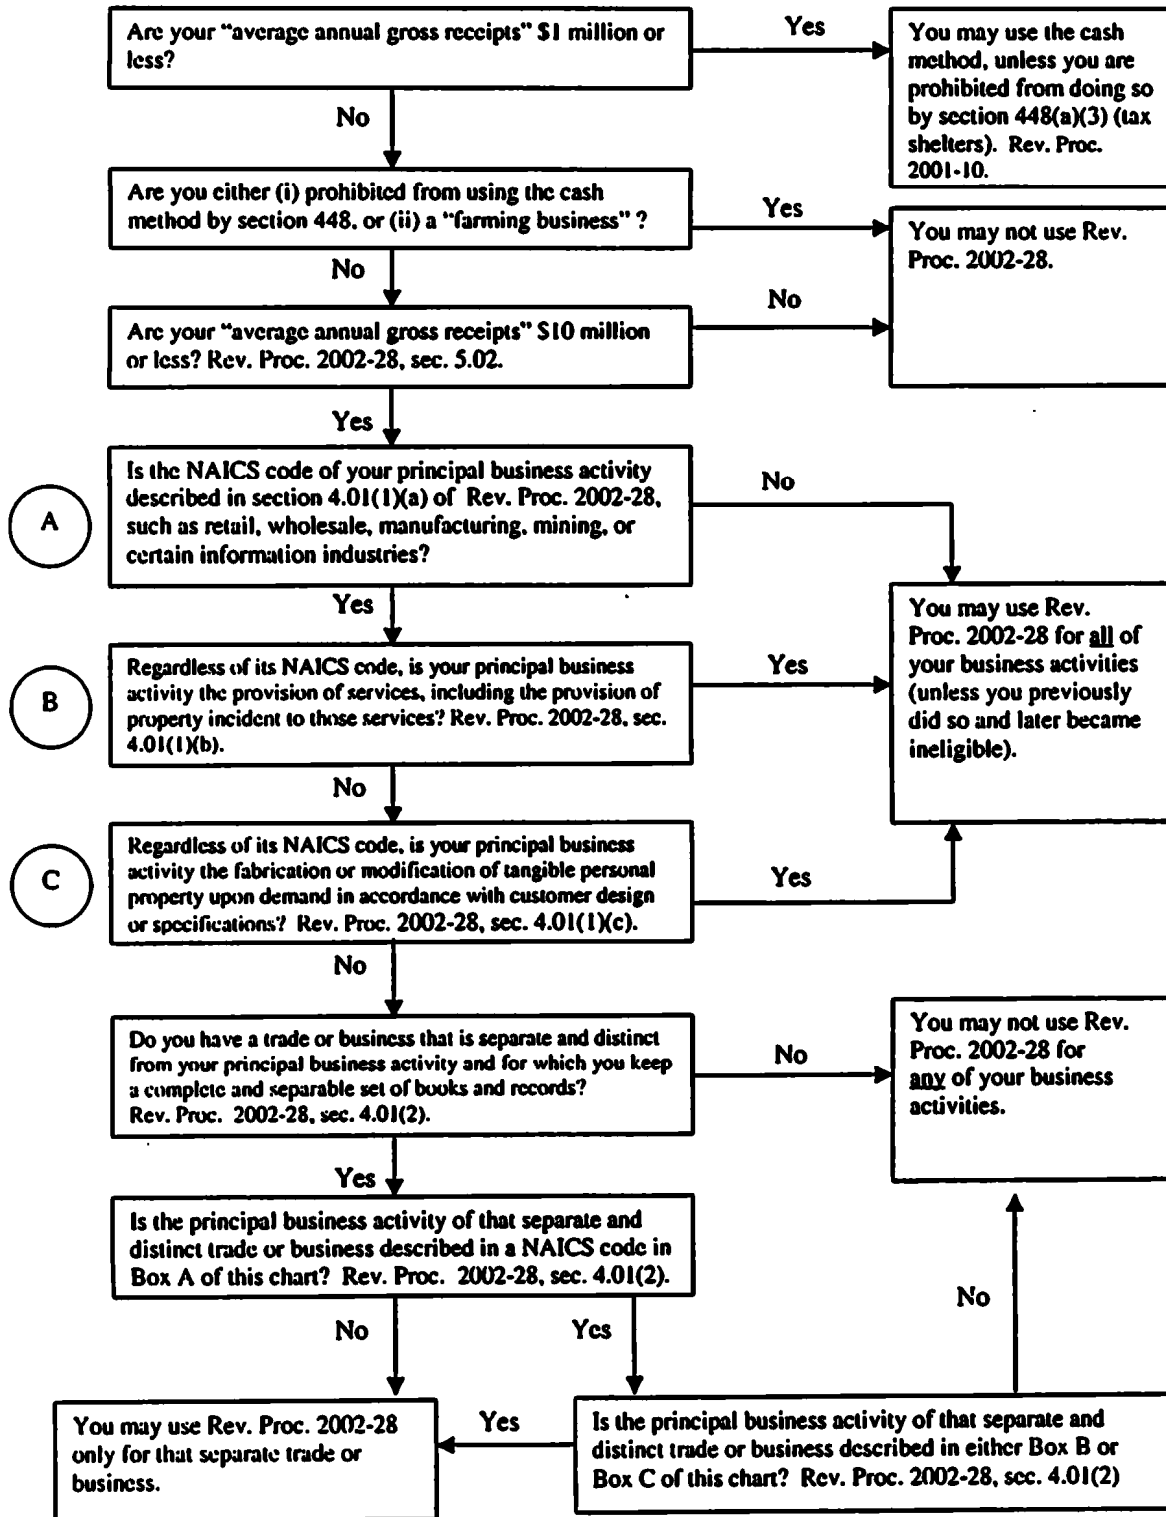 Are your "average annual gross receipts" $1 million or
less?
Yes
You may use the cash
method, unless you are
prohibited from doing so
by section 448(a)(3) (tax
shelters). Rev. Proc.
2001-10.
No
Are you either (i) prohibited from using the cash
method by section 448, or (ii) a "farming business" ?
Yes
You may not use Rev.
Proc. 2002-28.
No
No
Are your "average annual gross receipts" $10 million
or less? Rev. Proc. 2002-28, sec. 5.02.
Yes
A
Is the NAICS code of your principal business activity
described in section 4.01(1)(a) of Rev. Proc. 2002-28,
such as retail, wholesale, manufacturing, mining, or
certain information industries?
No
Yes
You may use Rev.
Proc. 2002-28 for all of
your business activities
(unless you previously
did so and later became
ineligible).
B
Regardless of its NAICS code, is your principal business
activity the provision of services, including the provision of
property incident to those services? Rev. Proc. 2002-28, sec.
4.01(1)(b).
Yes
No
C
Regardless of its NAICS code, is your principal business
activity the fabrication or modification of tangible personal
property upon demand in accordance with customer design
or specifications? Rev. Proc. 2002-28, sec. 4.01(1)(c).
Yes
No
Do you have a trade or business that is separate and distinct
from your principal business activity and for which you keep
a complete and separable set of books and records?
Rev. Proc. 2002-28, sec. 4.01(2).
No
You may not use Rev.
Proc. 2002-28 for
any of your business
activities.
Yes
Is the principal business activity of that separate and
distinct trade or business described in a NAICS code in
Box A of this chart? Rev. Proc. 2002-28, sec. 4.01(2).
No
Yes
No
You may use Rev. Proc. 2002-28
only for that separate trade or
business.
Yes
Is the principal business activity of that separate and
distinct trade or business described in either Box B or
Box C of this chart? Rev. Proc. 2002-28, sec. 4.01(2)